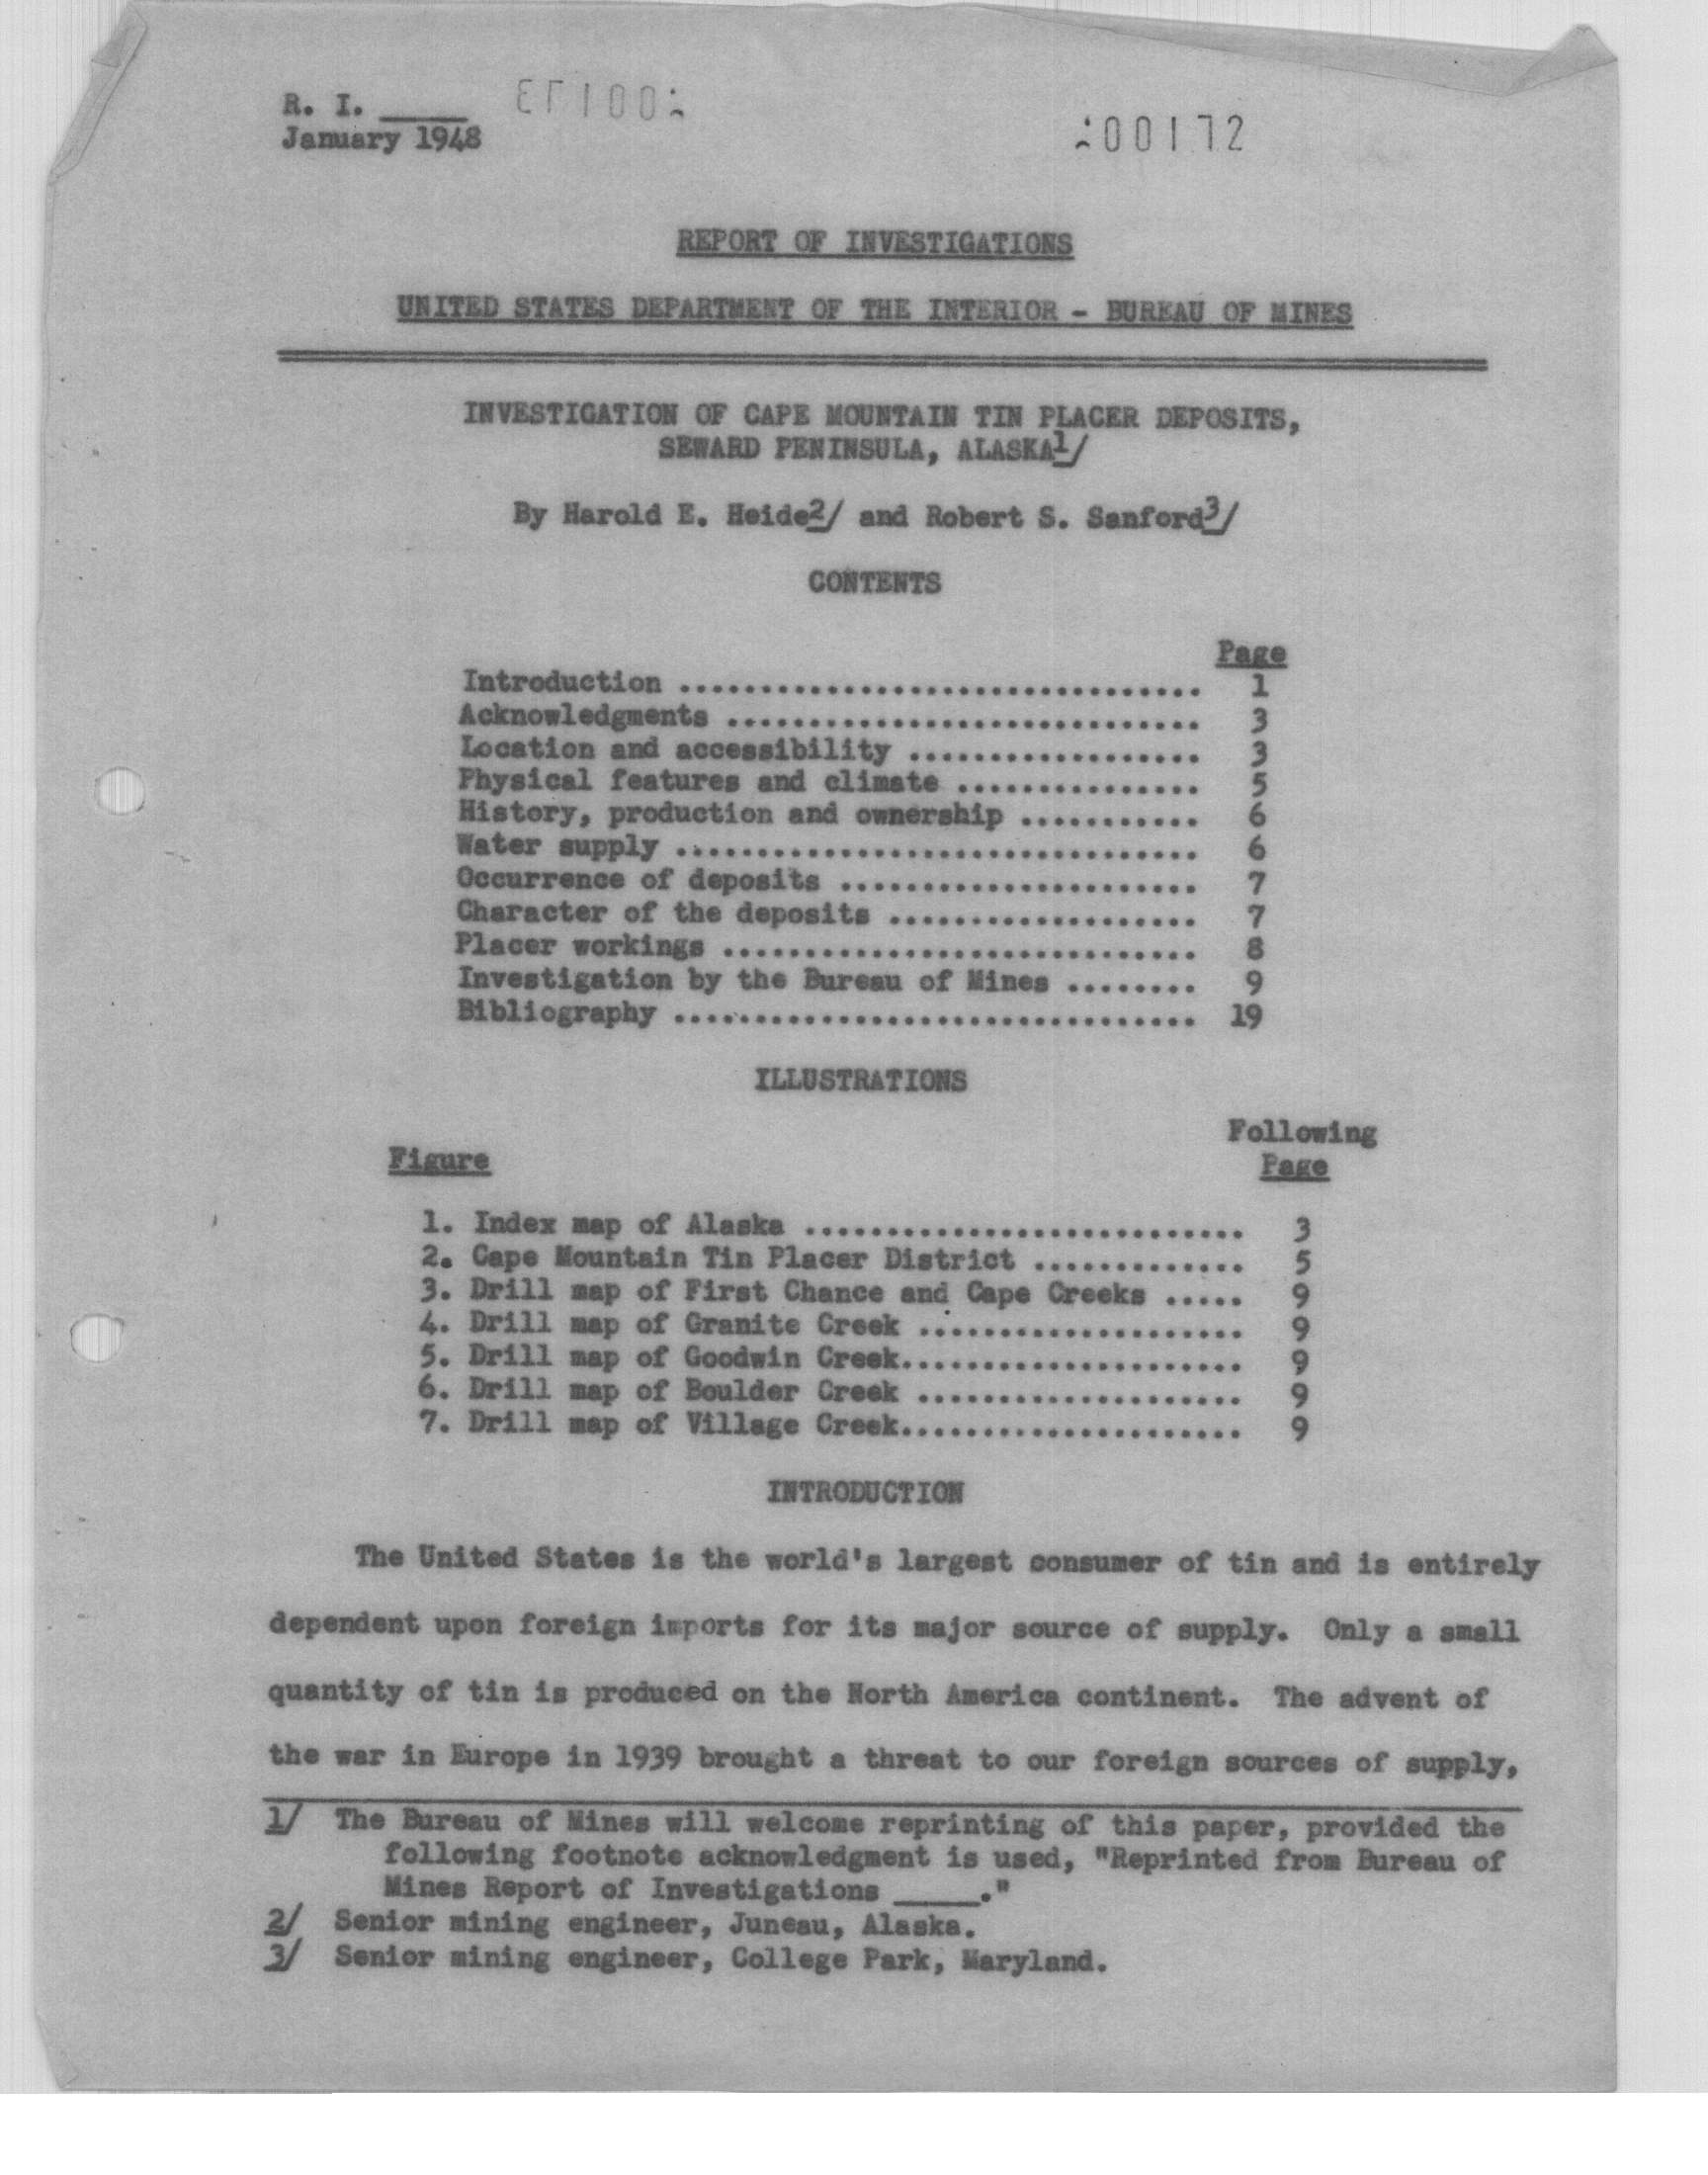 R. I. _____
January 1948
:00172
REPORT OF INVESTIGATIONS
UNITED STATES DEPARTMENT OF THE INTERIOR - BUREAU OF MINES
INVESTIGATION OF CAPE MOUNTAIN TIN PLACER DEPOSITS,
SEWARD PENINSULA, ALASKA1/
By Harold E. Heide2/ and Robert S. Sanford3/
CONTENTS
Page
Introduction ................................ 1
Acknowledgments ............................. 3
Location and accessibility .................. 3
Physical features and climate ............... 5
History, production and ownership ........... 6
Water supply ................................ 6
Occurrence of deposits ...................... 7
Character of the deposits ................... 7
Placer workings ............................. 8
Investigation by the Bureau of Mines ........ 9
Bibliography ................................ 19
ILLUSTRATIONS
Following
Figure Page
1. Index map of Alaska ........................... 3
2. Cape Mountain Tin Placer District ............. 5
3. Drill map of First Chance and Cape Creeks ..... 9
4. Drill map of Granite Creek .................... 9
5. Drill map of Goodwin Creek..................... 9
6. Drill map of Boulder Creek .................... 9
7. Drill map of Village Creek..................... 9
INTRODUCTION
The United States is the world's largest consumer of tin and is entirely
dependent upon foreign imports for its major source of supply. Only a small
quantity of tin is produced on the North America continent. The advent of
the war in Europe in 1939 brought a threat to our foreign sources of supply,
1/ The Bureau of Mines will welcome reprinting of this paper, provided the
following footnote acknowledgment is used, "Reprinted from Bureau of
Mines Report of Investigations _____."
2/ Senior mining engineer, Juneau, Alaska.
3/ Senior mining engineer, College Park, Maryland.